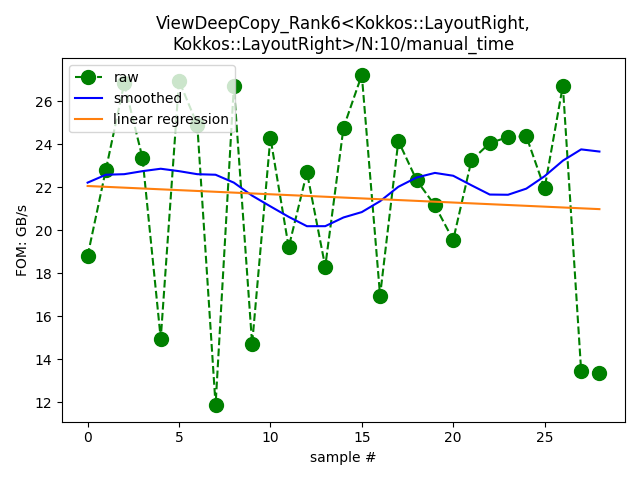 ViewDeepCopy_Rank6<Kokkos::LayoutRight,
Kokkos::LayoutRight>/N:10/manual_time
raw
smoothed
linear regression
FOM: GB/s
26
24
22
20
18
16
14
12
0 5 10 15 20 25
sample #